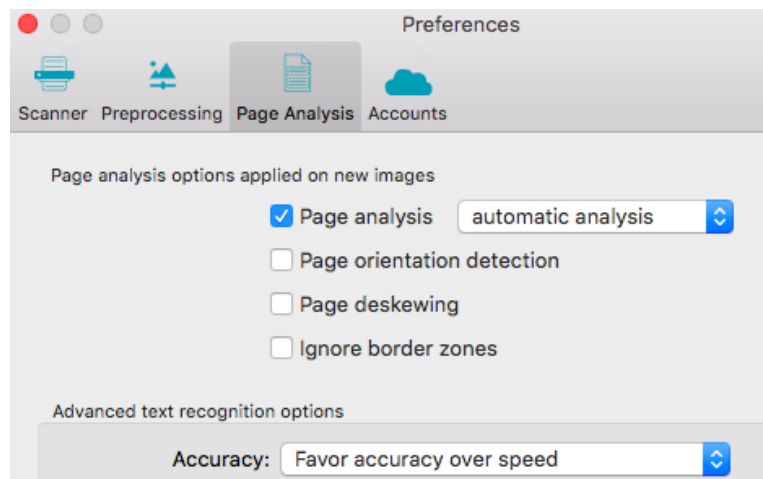 Preferences
Scanner Preprocessing Page Analysis Accounts
Page analysis options applied on new images
Page analysis automatic analysis
Page orientation detection
Page deskewing
Ignore border zones
Advanced text recognition options
Accuracy: Favor accuracy over speed